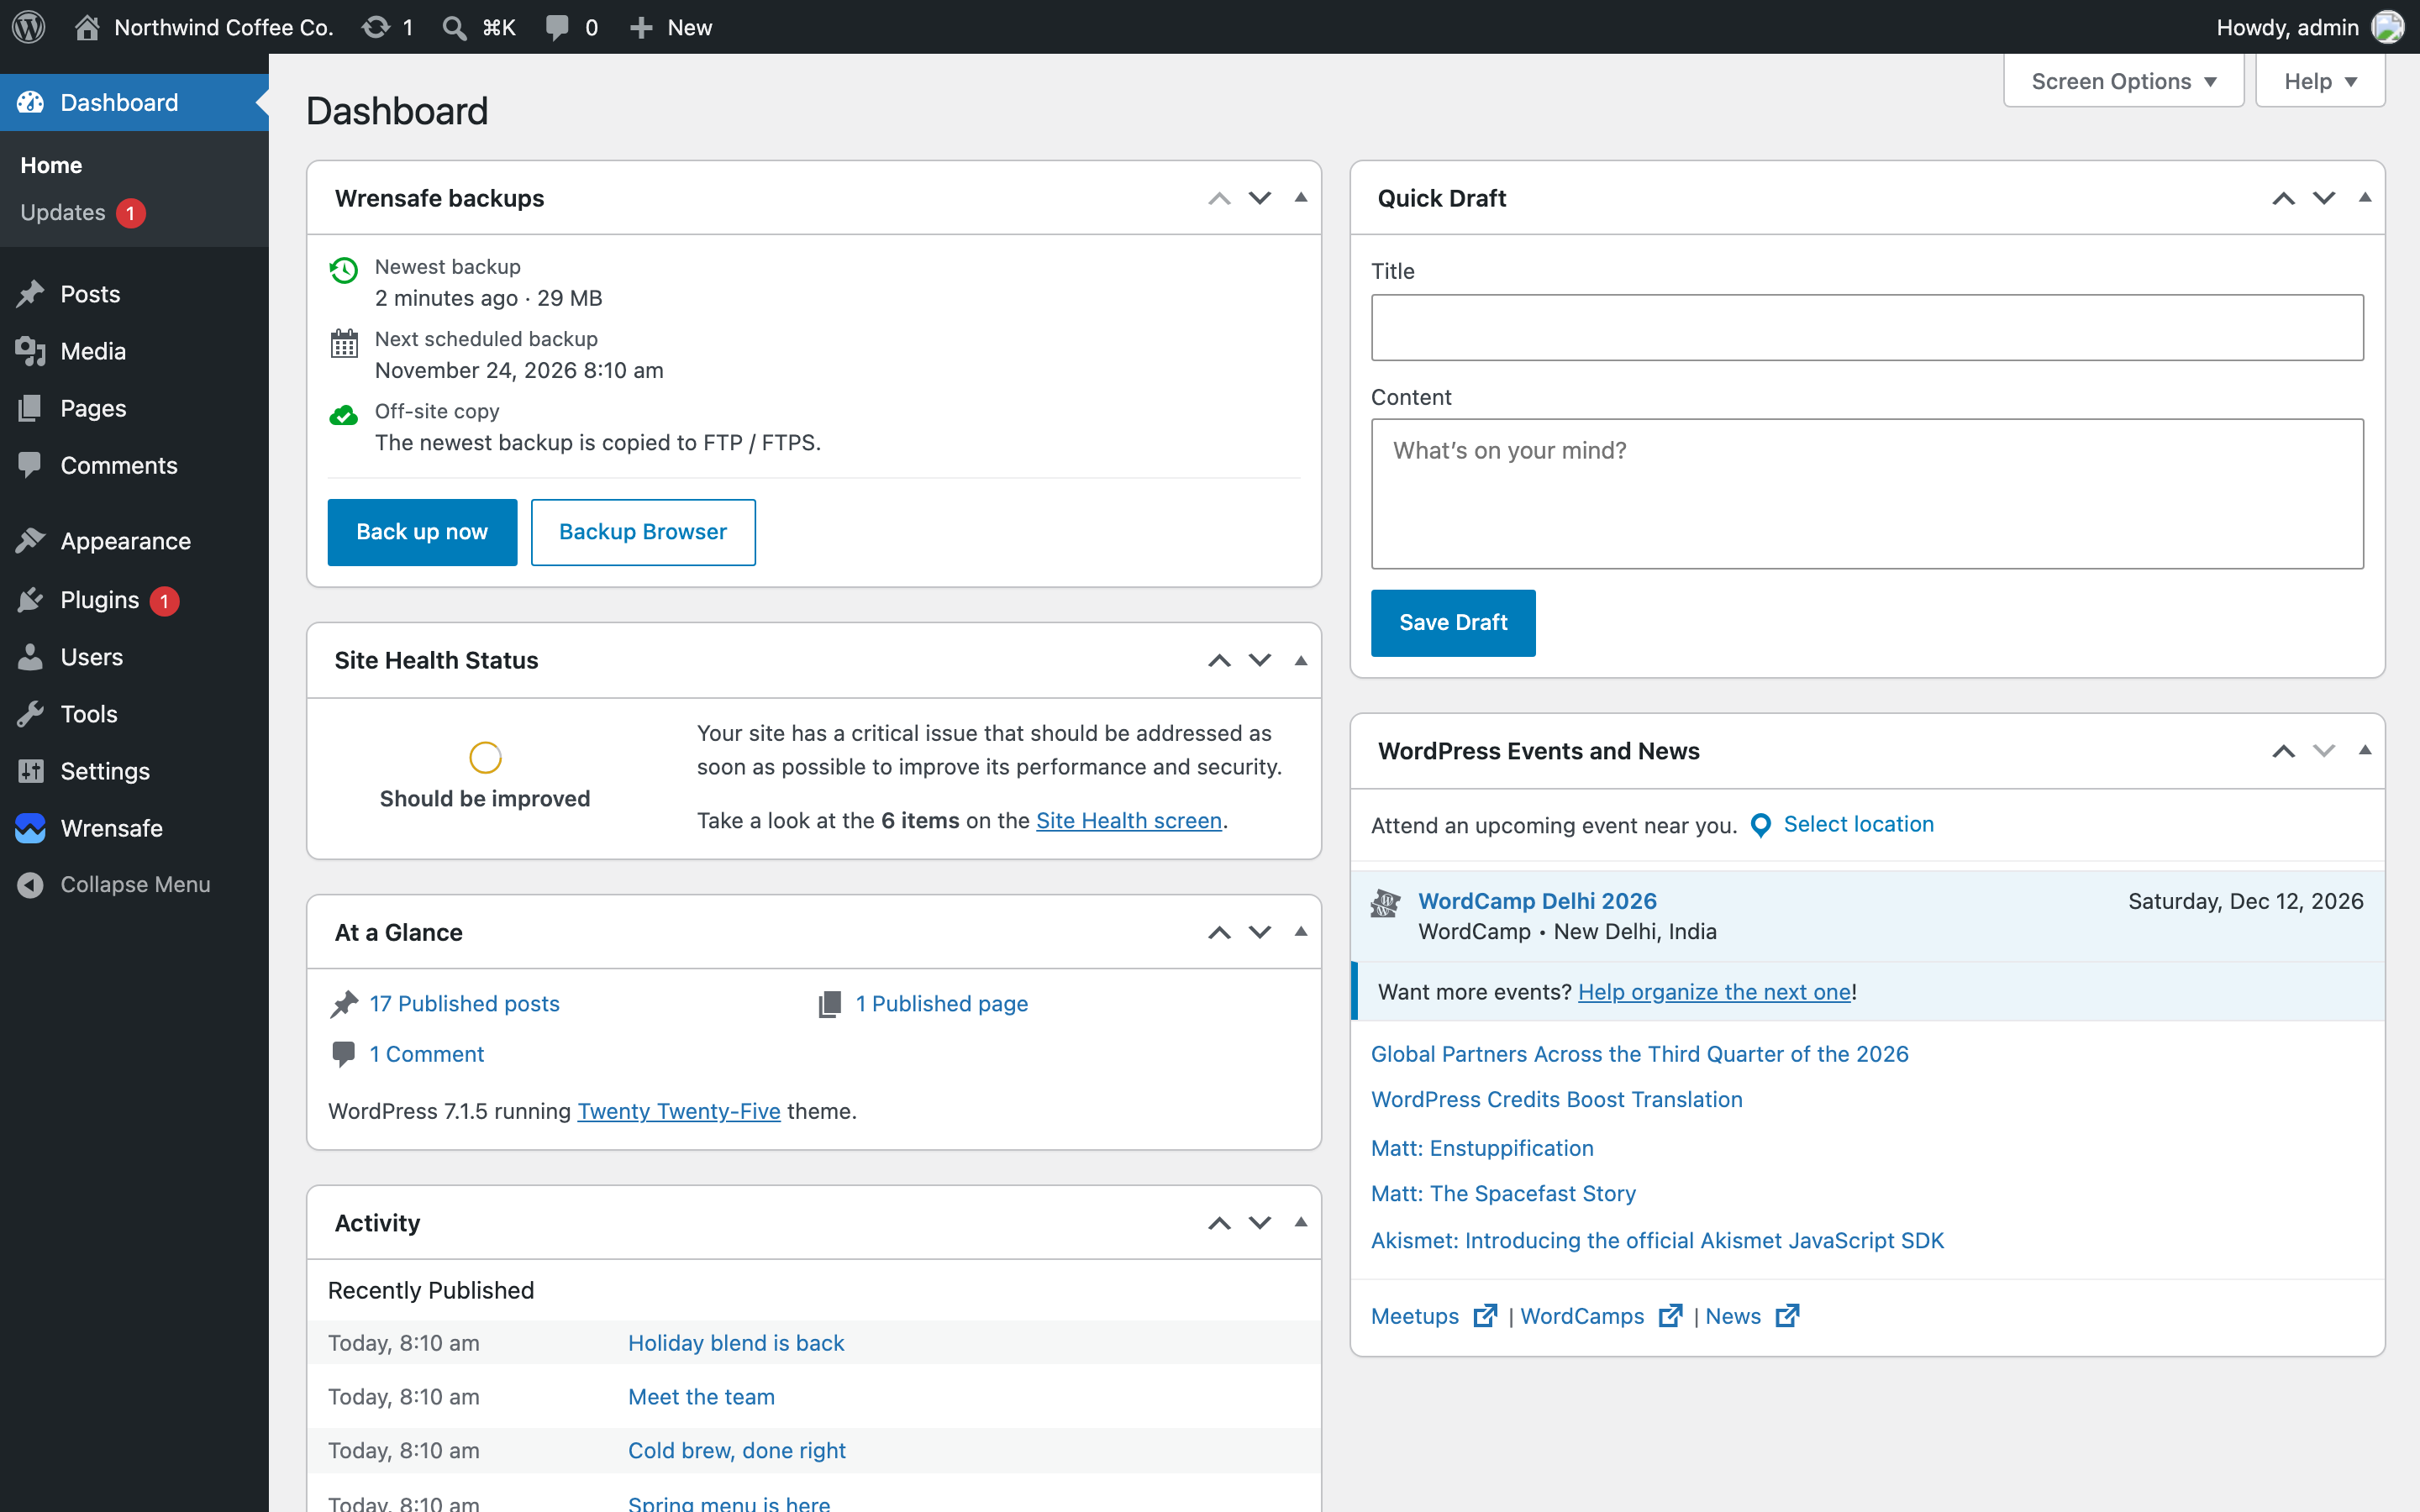 Northwind Coffee Co.
1
⌘K
0
New
Howdy, admin
Dashboard
Home
Updates 1
Posts
Media
Pages
Comments
Appearance
Plugins 1
Users
Tools
Settings
Wrensafe
Collapse Menu
Screen Options
Help
Dashboard
Wrensafe backups
Newest backup
2 minutes ago · 29 MB
Next scheduled backup
November 24, 2026 8:10 am
Off-site copy
The newest backup is copied to FTP / FTPS.
Back up now
Backup Browser
Site Health Status
Should be improved
Your site has a critical issue that should be addressed as
soon as possible to improve its performance and security.
Take a look at the 6 items on the Site Health screen.
At a Glance
17 Published posts
1 Published page
1 Comment
WordPress 7.1.5 running Twenty Twenty-Five theme.
Activity
Recently Published
Today, 8:10 am Holiday blend is back
Today, 8:10 am Meet the team
Today, 8:10 am Cold brew, done right
Today, 8:10 am Spring menu is here
Quick Draft
Title
Content
What's on your mind?
Save Draft
WordPress Events and News
Attend an upcoming event near you. Select location
WordCamp Delhi 2026
Saturday, Dec 12, 2026
WordCamp • New Delhi, India
Want more events? Help organize the next one!
Global Partners Across the Third Quarter of the 2026
WordPress Credits Boost Translation
Matt: Enstuppification
Matt: The Spacefast Story
Akismet: Introducing the official Akismet JavaScript SDK
Meetups | WordCamps | News